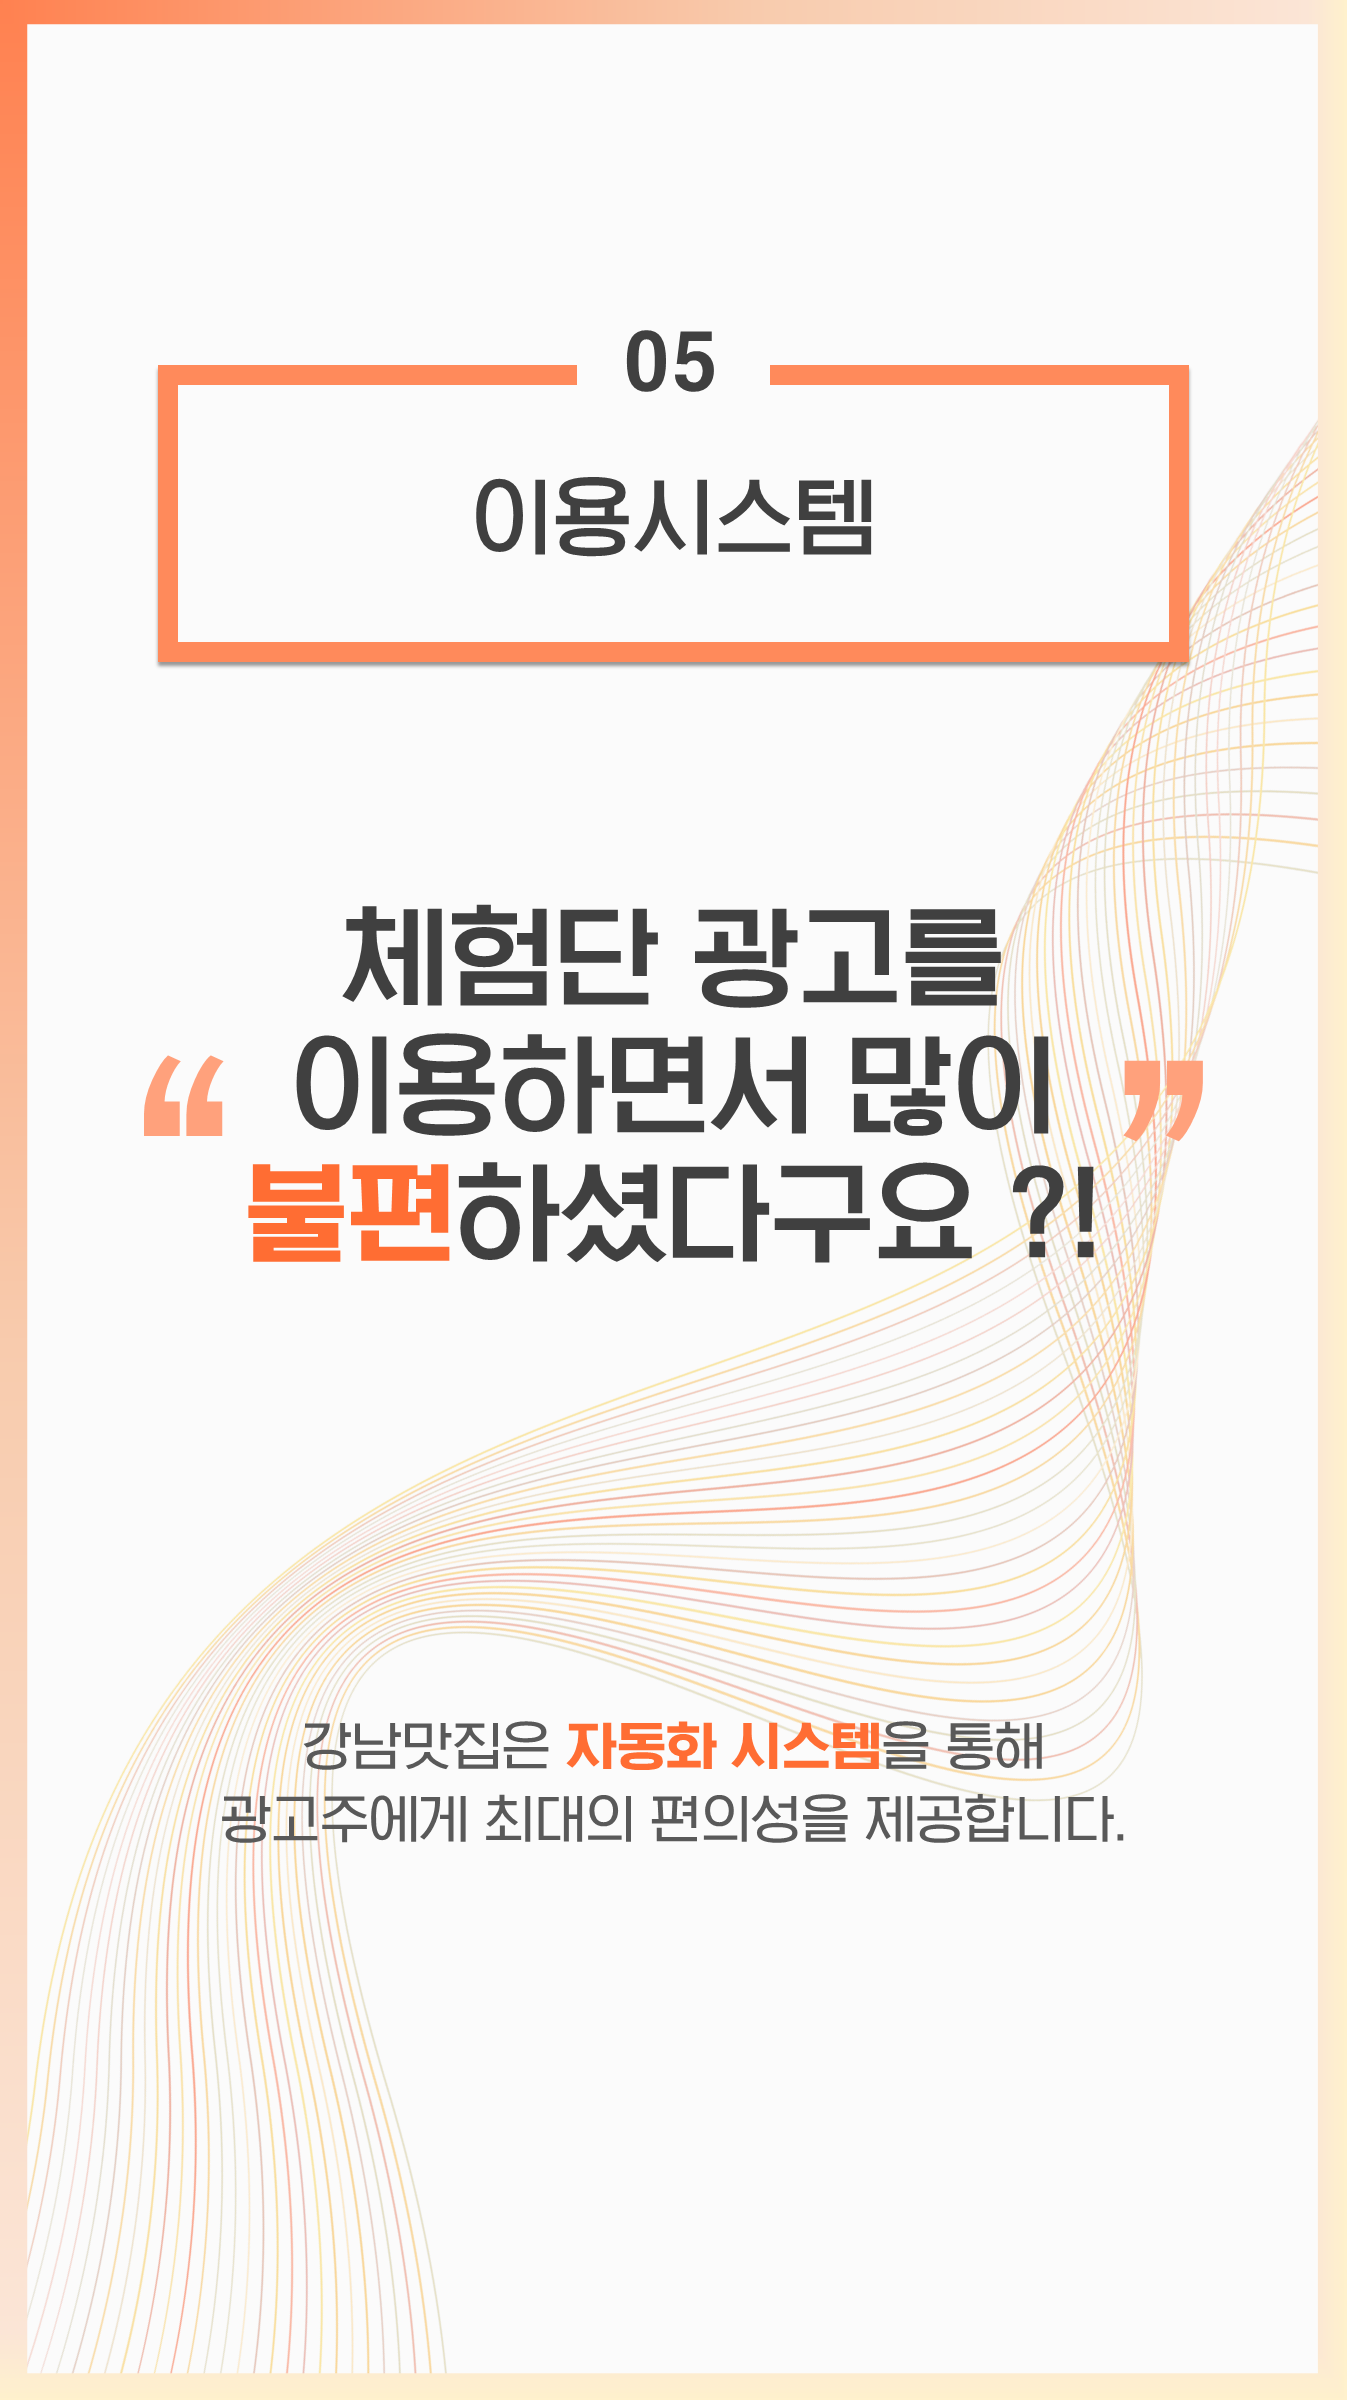 05
이용시스템
체험단 광고를
“ 이용하면서 많이 ”
불편하셨다구요 ?!
강남맛집은 자동화 시스템을 통해
광고주에게 최대의 편의성을 제공합니다.